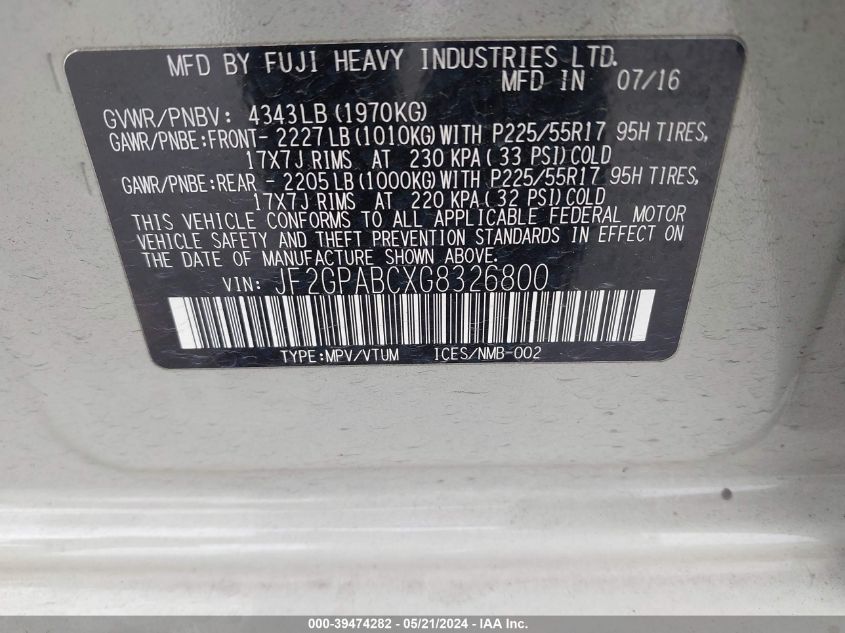 MFD BY FUJI HEAVY INDUSTRIES LTD.
MFD IN 07/16
GVWR/PNBV: 4343LB (1970KG)
GAWR/PNBE:FRONT- 2227LB (1010KG)WITH P225/55R17 95H TIRES,
17X7J RIMS AT 230 KPA( 33 PSI)COLD
GAWR/PNBE:REAR - 2205LB (1000KG)WITH P225/55R17 95H TIRES,
17X7J RIMS AT 220 KPA( 32 PSI)COLD
THIS VEHICLE CONFORMS TO ALL APPLICABLE FEDERAL MOTOR
VEHICLE SAFETY AND THEFT PREVENTION STANDARDS IN EFFECT ON
THE DATE OF MANUFACTURE SHOWN ABOVE.
VIN: JF2GPABCXG8326800
TYPE:MPV/VTUM ICES/NMB-002
000-39474282 - 05/21/2024 - IAA Inc.